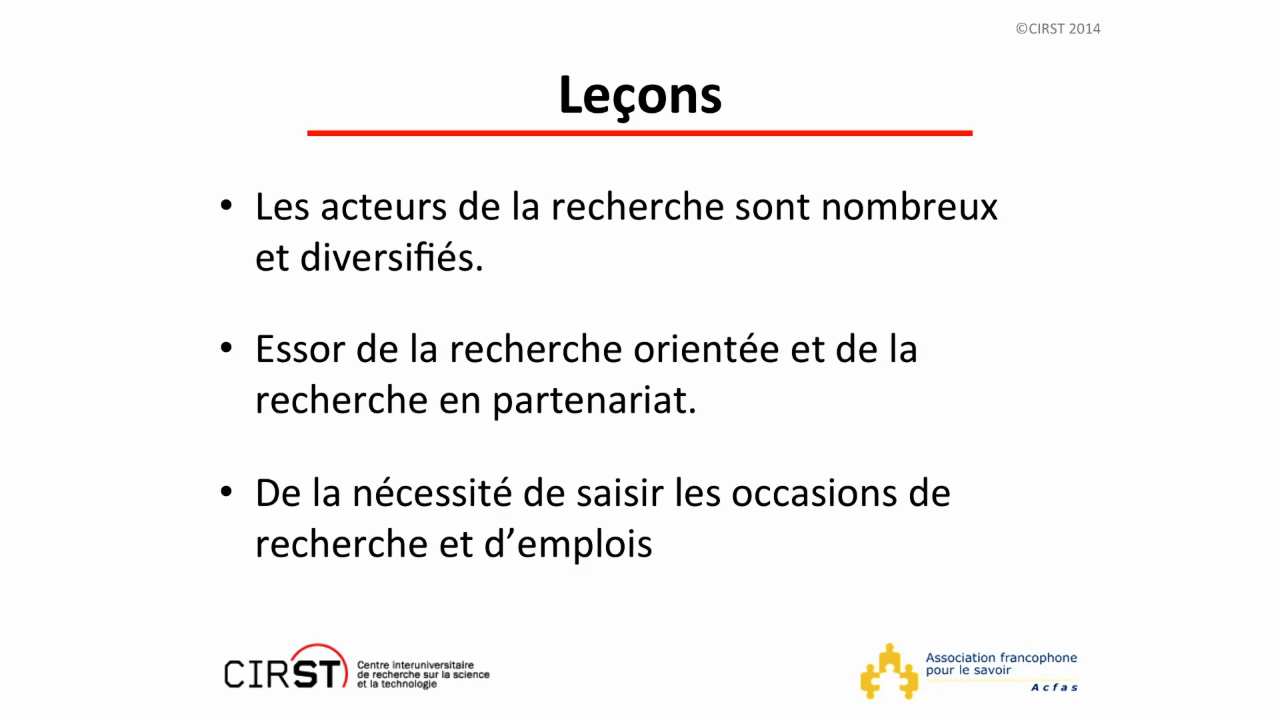 ©CIRST 2014
Leçons
• Les acteurs de la recherche sont nombreux
et diversifiés.
• Essor de la recherche orientée et de la
recherche en partenariat.
• De la nécessité de saisir les occasions de
recherche et d’emplois
CIRST
Centre interuniversitaire
de recherche sur la science
et la technologie
Association francophone
pour le savoir
Acfas